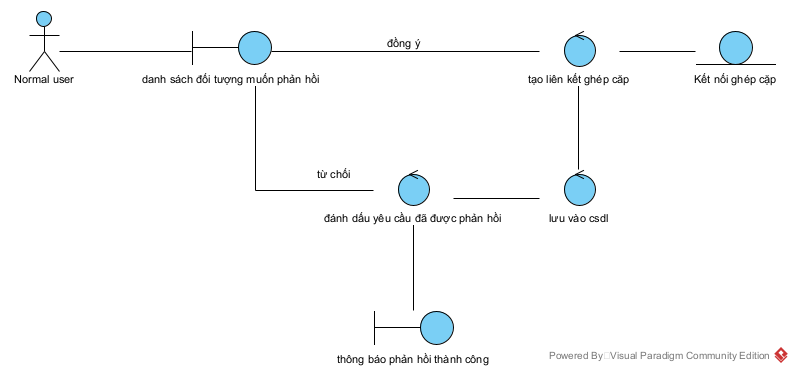 đồng ý
Normal user
danh sách đối tượng muốn phản hồi
tạo liên kết ghép căp
Kết nối ghép cặp
từ chối
đánh dấu yêu cầu đã được phản hồi
lưu vào csdl
thông báo phản hồi thành công
Powered By Visual Paradigm Community Edition